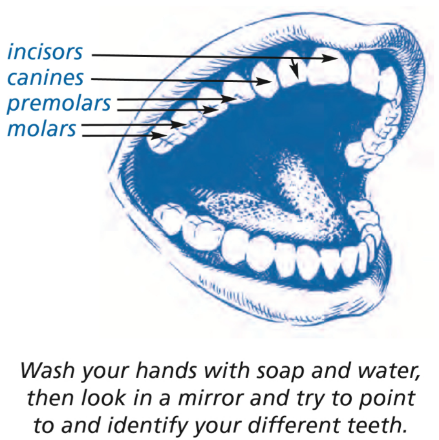 incisors
canines
premolars
molars
Wash your hands with soap and water,
then look in a mirror and try to point
to and identify your different teeth.